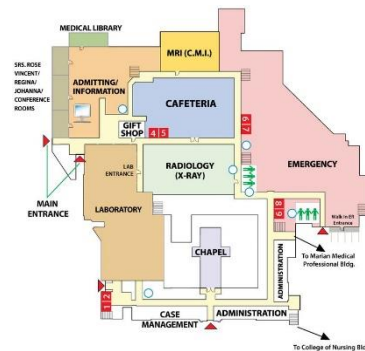 MEDICAL LIBRARY
MRI (C.M.I.)
SRS. ROSE
VINCENT/
REGINA/
JOHANNA/
CONFERENCE
ROOMS
ADMITTING/
INFORMATION
CAFETERIA
GIFT
SHOP
4 5
6 7
LAB
ENTRANCE
RADIOLOGY
(X-RAY)
EMERGENCY
MAIN
ENTRANCE
LABORATORY
8 9
Walk in ER
Entrance
CHAPEL
ADMINISTRATION
To Marian Medical
Professional Bldg.
1 2
CASE
MANAGEMENT
ADMINISTRATION
To College of Nursing Bldg